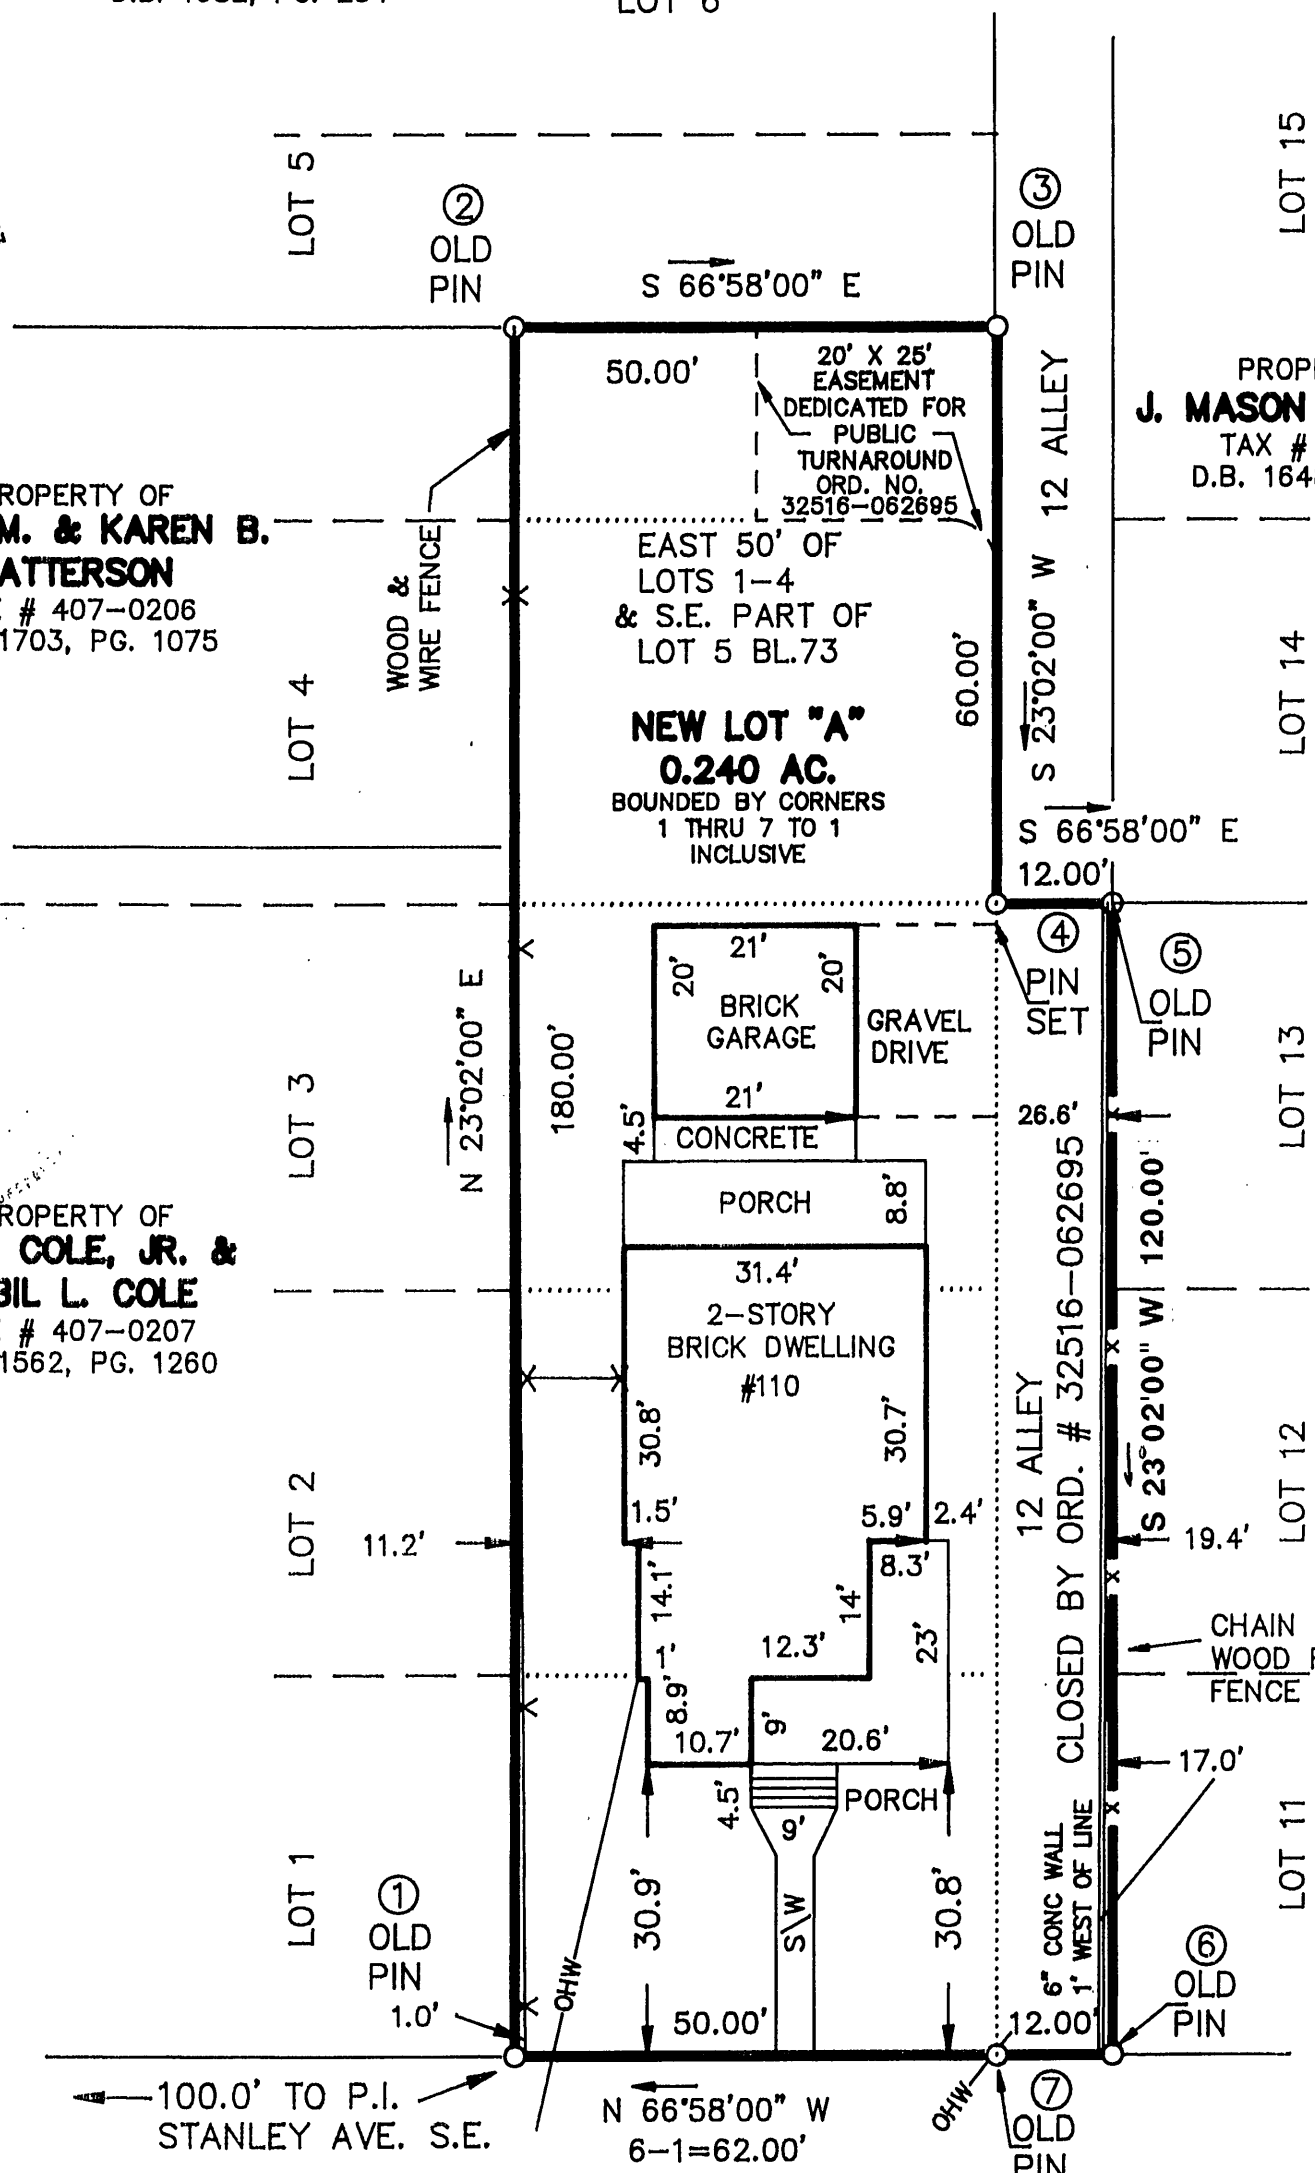 LOT 6
LOT 5
LOT 15
2
OLD
PIN
3
OLD
PIN
S 66°58'00" E
50.00'
20' X 25'
EASEMENT
DEDICATED FOR
PUBLIC
TURNAROUND
ORD. NO.
32516-062695
12 ALLEY
S 23°02'00" W
J. MASON
TAX #
D.B. 164
PROPERTY OF
M. & KAREN B.
ATTERSON
# 407-0206
1703, PG. 1075
WOOD &
WIRE FENCE
EAST 50' OF
LOTS 1-4
& S.E. PART OF
LOT 5 BL.73
60.00'
LOT 4
LOT 14
NEW LOT "A"
0.240 AC.
BOUNDED BY CORNERS
1 THRU 7 TO 1
INCLUSIVE
S 66°58'00" E
12.00'
4
PIN
SET
5
OLD
PIN
21'
20'
20'
BRICK
GARAGE
GRAVEL
DRIVE
N 23°02'00" E
180.00'
LOT 3
LOT 13
21'
26.6'
4.5'
CONCRETE
PORCH
8.8'
S 23°02'00" W 120.00'
ROPERTY OF
COLE, JR. &
BIL L. COLE
# 407-0207
1562, PG. 1260
31.4'
2-STORY
BRICK DWELLING
#110
30.8'
30.7'
12 ALLEY
CLOSED BY ORD. # 32516-062695
LOT 2
LOT 12
11.2'
1.5'
5.9'
2.4'
8.3'
19.4'
14.1'
14'
23'
1'
12.3'
CHAIN
WOOD
FENCE
8.9'
9'
10.7'
20.6'
17.0'
4.5'
PORCH
9'
LOT 1
LOT 11
1
OLD
PIN
1.0'
30.9'
S\W
30.8'
6" CONC WALL
1' WEST OF LINE
6
OLD
PIN
OHW
50.00'
12.00'
100.0' TO P.I.
STANLEY AVE. S.E.
N 66°58'00" W
6-1=62.00'
OHW
7
OLD
PIN